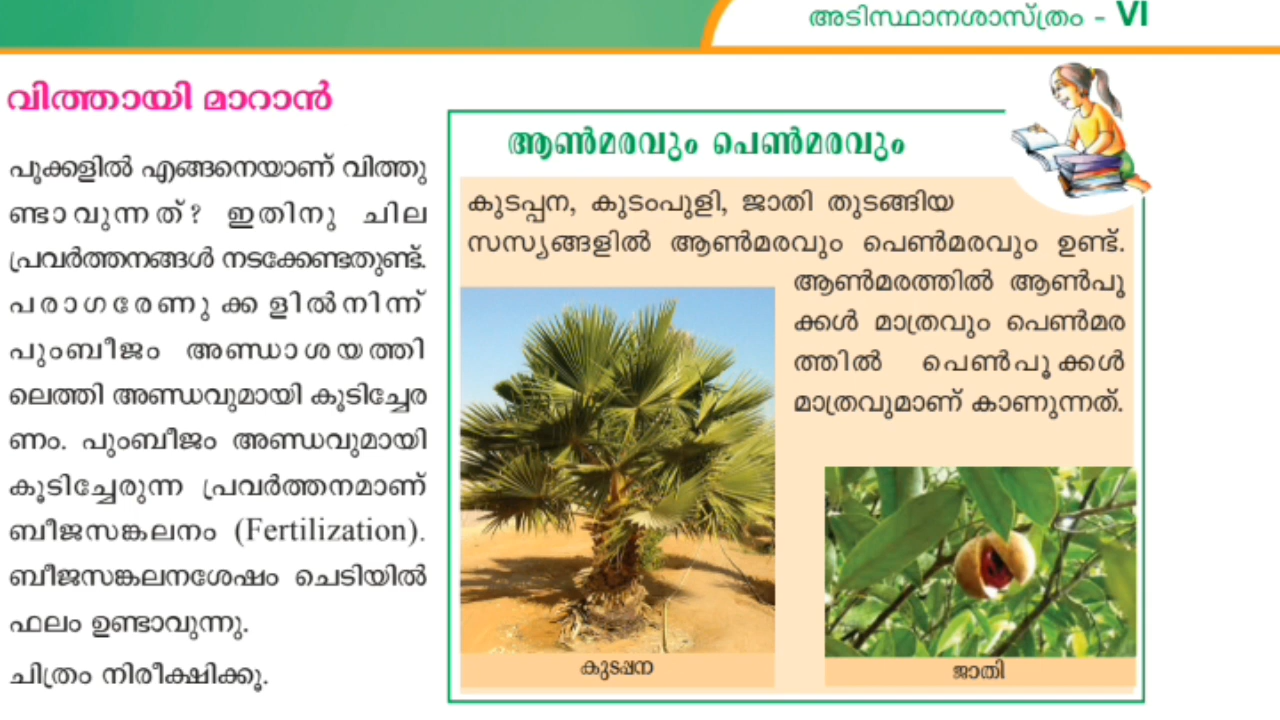 അടിസ്ഥാനശാസ്ത്രം - VI
വിത്തായി മാറാൻ
പൂക്കളിൽ എങ്ങനെയാണ് വിത്തു
ണ്ടാവുന്നത്? ഇതിനു ചില
പ്രവർത്തനങ്ങൾ നടക്കേണ്ടതുണ്ട്.
പരാഗരേണുക്കളിൽനിന്ന്
പുംബീജം അണ്ഡാശയത്തി
ലെത്തി അണ്ഡവുമായി കൂടിച്ചേര
ണം. പുംബീജം അണ്ഡവുമായി
കൂടിച്ചേരുന്ന പ്രവർത്തനമാണ്
ബീജസങ്കലനം (Fertilization).
ബീജസങ്കലനശേഷം ചെടിയിൽ
ഫലം ഉണ്ടാവുന്നു.
ചിത്രം നിരീക്ഷിക്കൂ.
ആൺമരവും പെൺമരവും
കുടപ്പന, കുടംപുളി, ജാതി തുടങ്ങിയ
സസ്യങ്ങളിൽ ആൺമരവും പെൺമരവും ഉണ്ട്.
ആൺമരത്തിൽ ആൺപൂ
ക്കൾ മാത്രവും പെൺമര
ത്തിൽ പെൺപൂക്കൾ
മാത്രവുമാണ് കാണുന്നത്.
കുടപ്പന
ജാതി